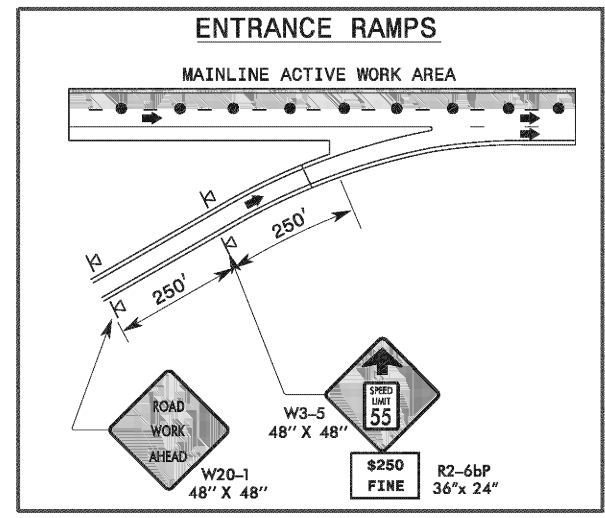 ENTRANCE RAMPS
MAINLINE ACTIVE WORK AREA
250'
250'
ROAD
WORK
AHEAD
W20-1
48" X 48"
W3-5
48" X 48"
SPEED
LIMIT
55
$250
FINE
R2-6bP
36"x 24"